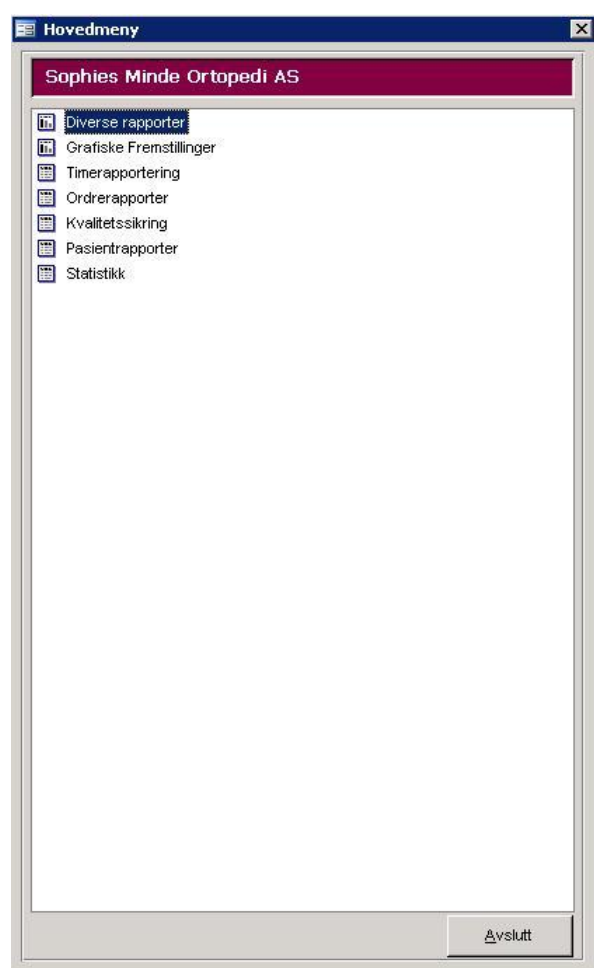 Hovedmeny
Sophies Minde Ortopedi AS
Diverse rapporter
Grafiske Fremstillinger
Timerapportering
Ordrerapporter
Kvalitetssikring
Pasientrapporter
Statistikk
Avslutt